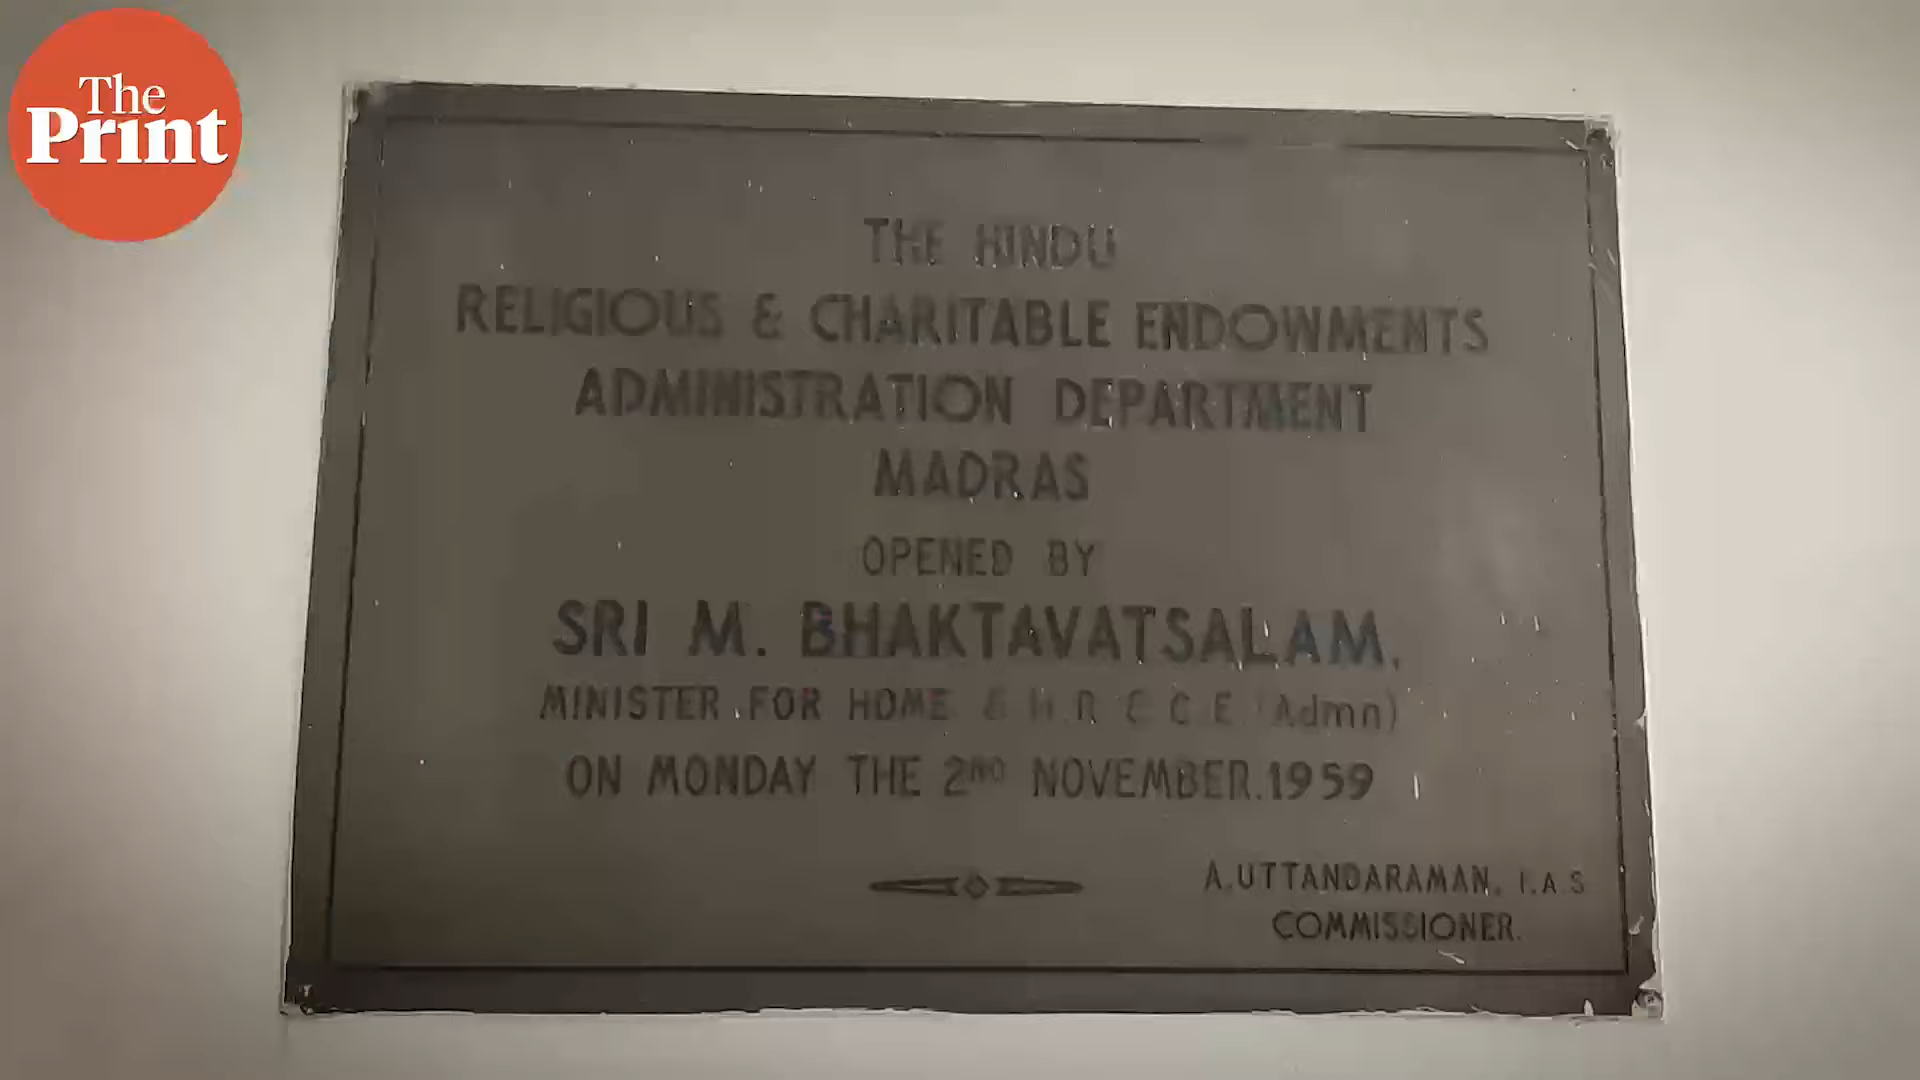 The
Print
THE HINDU
RELIGIOUS & CHARITABLE ENDOWMENTS
ADMINISTRATION DEPARTMENT
MADRAS
OPENED BY
SRI M. BHAKTAVATSALAM,
MINISTER FOR HOME & H.R & C.E (Admn)
ON MONDAY THE 2ND NOVEMBER.1959
A.UTTANDARAMAN, I.A.S
COMMISSIONER.